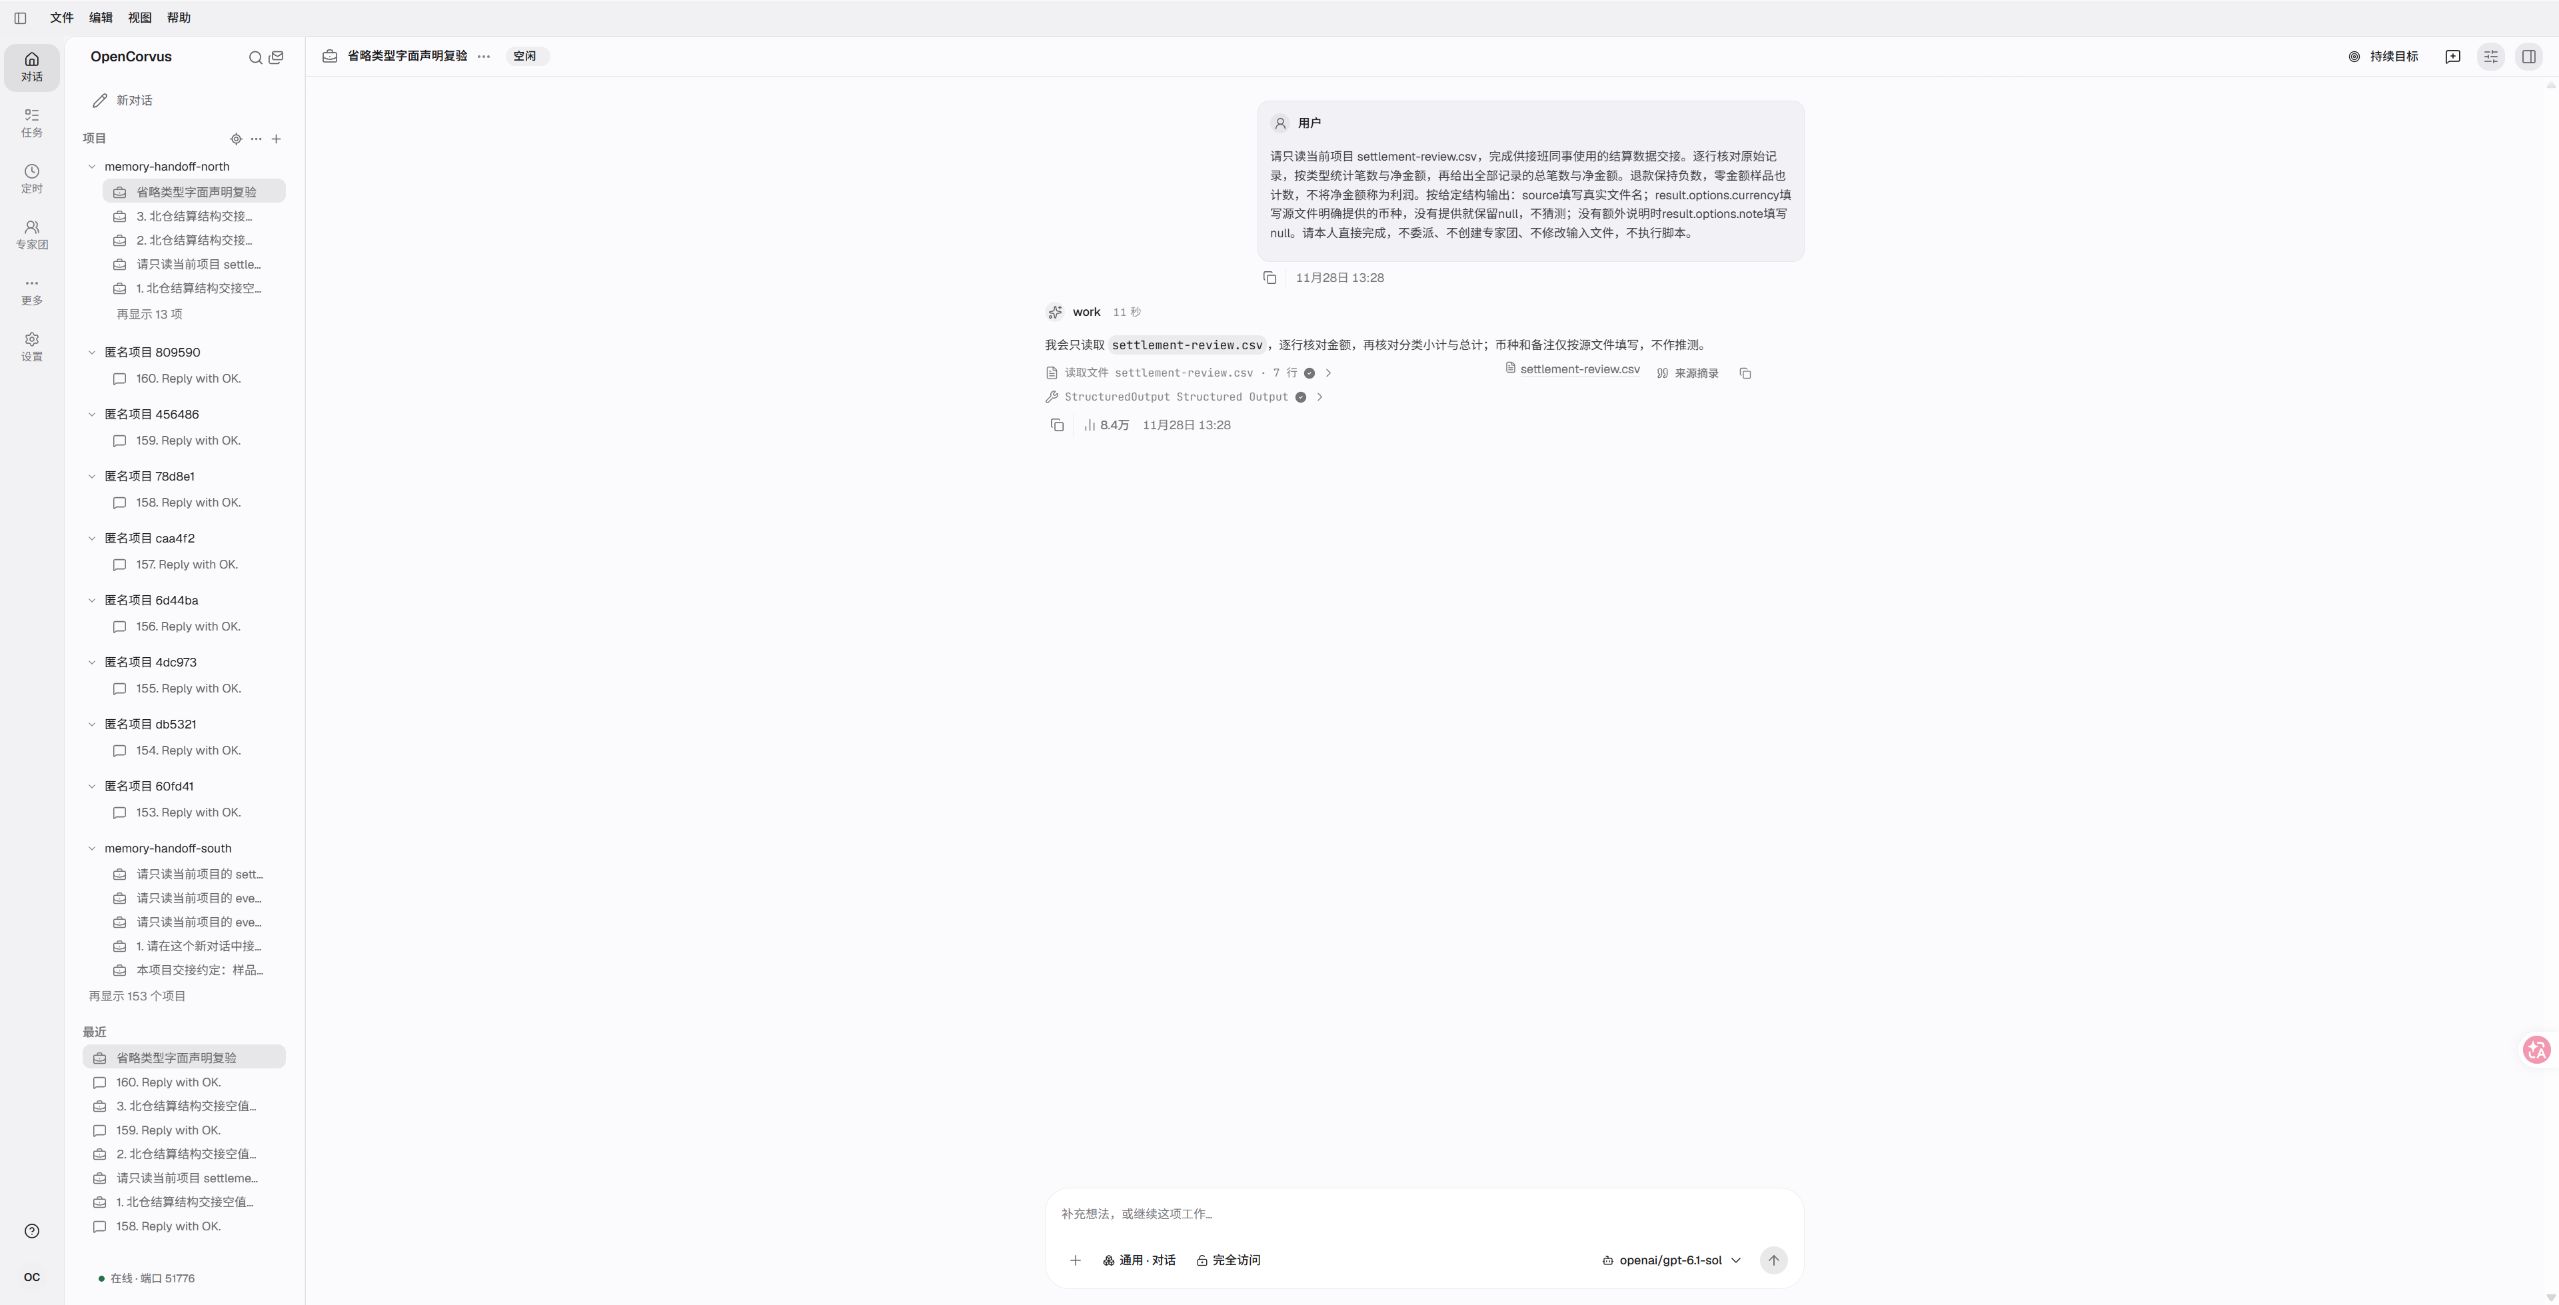 文件 编辑 视图 帮助
对话
任务
定时
专家团
更多
设置
OC
OpenCorvus
新对话
项目
memory-handoff-north
省略类型字面声明复验
3. 北仓结算结构交接...
2. 北仓结算结构交接...
请只读当前项目 settle...
1. 北仓结算结构交接空...
再显示 13 项
匿名项目 809590
160. Reply with OK.
匿名项目 456486
159. Reply with OK.
匿名项目 78d8e1
158. Reply with OK.
匿名项目 caa4f2
157. Reply with OK.
匿名项目 6d44ba
156. Reply with OK.
匿名项目 4dc973
155. Reply with OK.
匿名项目 db5321
154. Reply with OK.
匿名项目 60fd41
153. Reply with OK.
memory-handoff-south
请只读当前项目的 sett...
请只读当前项目的 eve...
请只读当前项目的 eve...
1. 请在这个新对话中接...
本项目交接约定：样品...
再显示 153 个项目
最近
省略类型字面声明复验
160. Reply with OK.
3. 北仓结算结构交接空值...
159. Reply with OK.
2. 北仓结算结构交接空值...
请只读当前项目 settleme...
1. 北仓结算结构交接空值...
158. Reply with OK.
在线 · 端口 51776
省略类型字面声明复验 ··· 空闲
持续目标
用户
请只读当前项目 settlement-review.csv，完成供接班同事使用的结算数据交接。逐行核对原始记
录，按类型统计笔数与净金额，再给出全部记录的总笔数与净金额。退款保持负数，零金额样品也
计数，不将净金额称为利润。按给定结构输出：source填写真实文件名；result.options.currency填
写源文件明确提供的币种，没有提供就保留null，不猜测；没有额外说明时result.options.note填写
null。请本人直接完成，不委派、不创建专家团、不修改输入文件，不执行脚本。
11月28日 13:28
work 11 秒
我会只读取 settlement-review.csv，逐行核对金额，再核对分类小计与总计；币种和备注仅按源文件填写，不作推测。
读取文件 settlement-review.csv · 7 行
settlement-review.csv 来源摘录
StructuredOutput Structured Output
8.4万 11月28日 13:28
补充想法，或继续这项工作...
通用 · 对话 完全访问
openai/gpt-6.1-sol